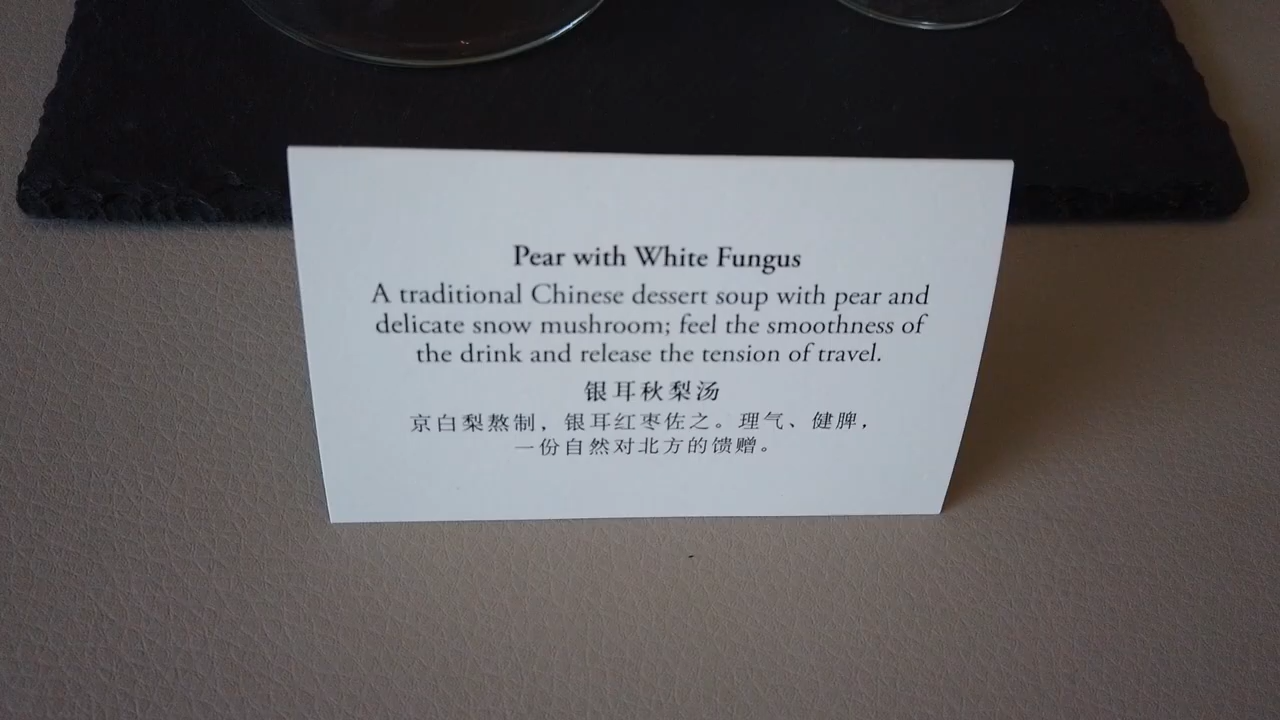 Pear with White Fungus
A traditional Chinese dessert soup with pear and
delicate snow mushroom; feel the smoothness of
the drink and release the tension of travel.
银耳秋梨汤
京白梨熬制，银耳红枣佐之。理气、健脾，
一份自然对北方的馈赠。